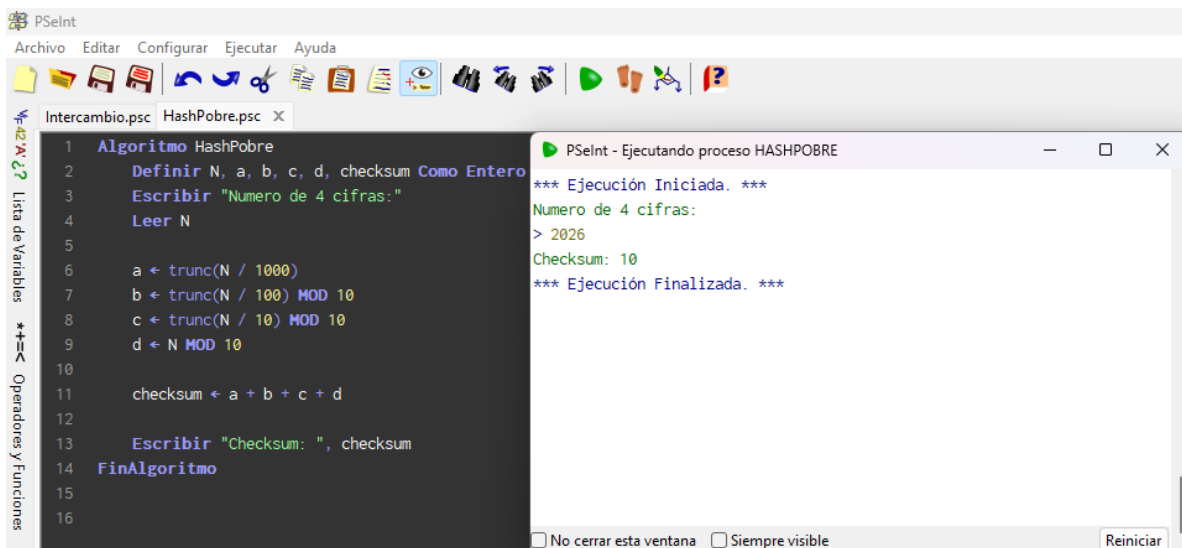 PSeInt
Archivo Editar Configurar Ejecutar Ayuda
Intercambio.psc HashPobre.psc X
*+=< Operadores y Funciones
42 'A' ¿? Lista de Variables
1 Algoritmo HashPobre
2 Definir N, a, b, c, d, checksum Como Entero
3 Escribir "Numero de 4 cifras:"
4 Leer N
5
6 a ← trunc(N / 1000)
7 b ← trunc(N / 100) MOD 10
8 c ← trunc(N / 10) MOD 10
9 d ← N MOD 10
10
11 checksum ← a + b + c + d
12
13 Escribir "Checksum: ", checksum
14 FinAlgoritmo
15
16
PSeInt - Ejecutando proceso HASHPOBRE
*** Ejecución Iniciada. ***
Numero de 4 cifras:
> 2026
Checksum: 10
*** Ejecución Finalizada. ***
No cerrar esta ventana Siempre visible Reiniciar